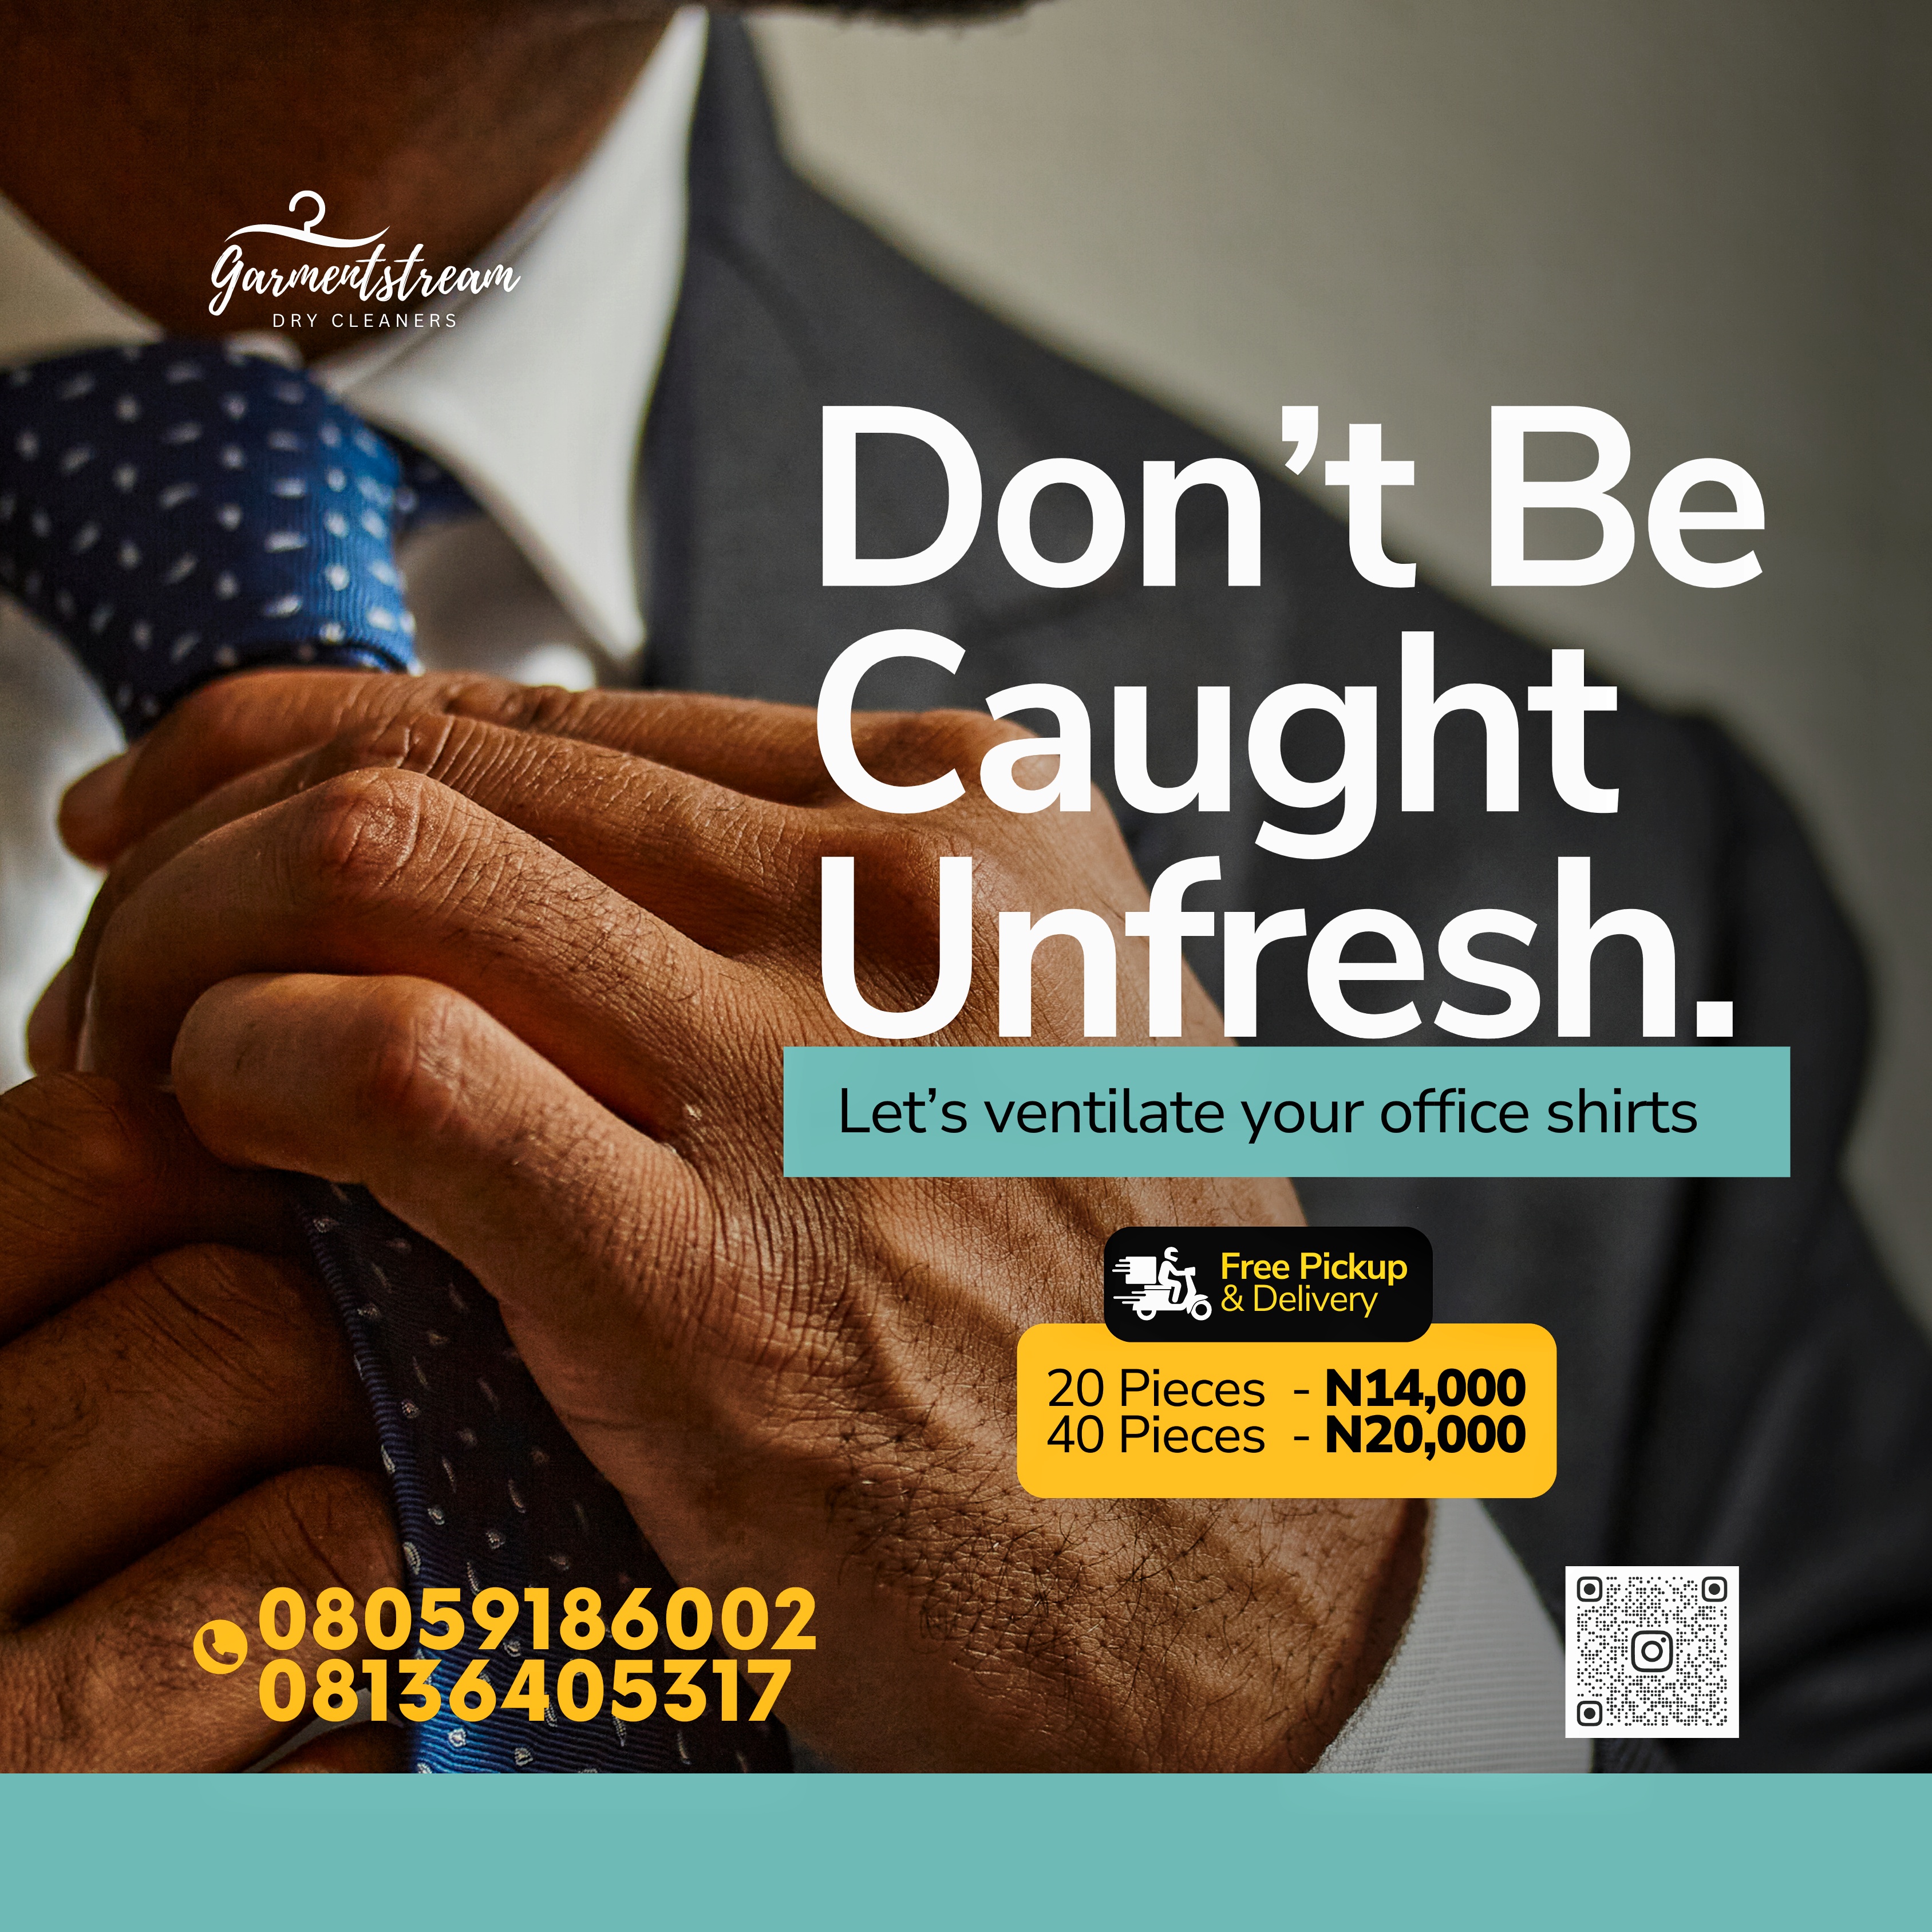 garmentstream
DRY CLEANERS
Don’t Be
Caught
Unfresh.
Let’s ventilate your office shirts
Free Pickup
& Delivery
20 Pieces - N14,000
40 Pieces - N20,000
08059186002
08136405317